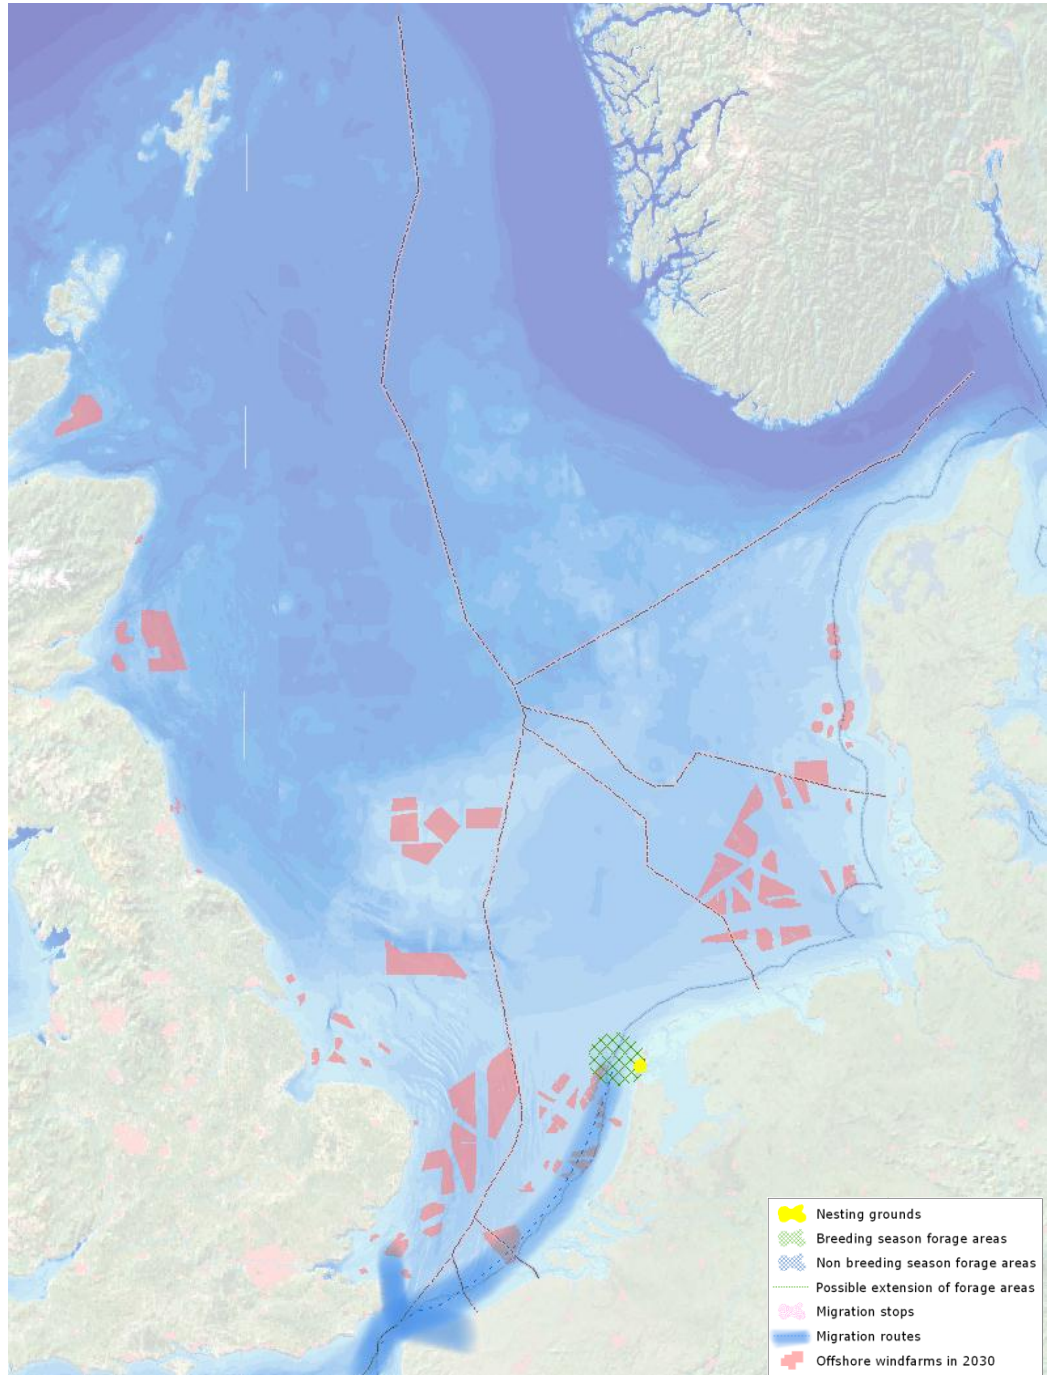 Nesting grounds
Breeding season forage areas
Non breeding season forage areas
Possible extension of forage areas
Migration stops
Migration routes
Offshore windfarms in 2030